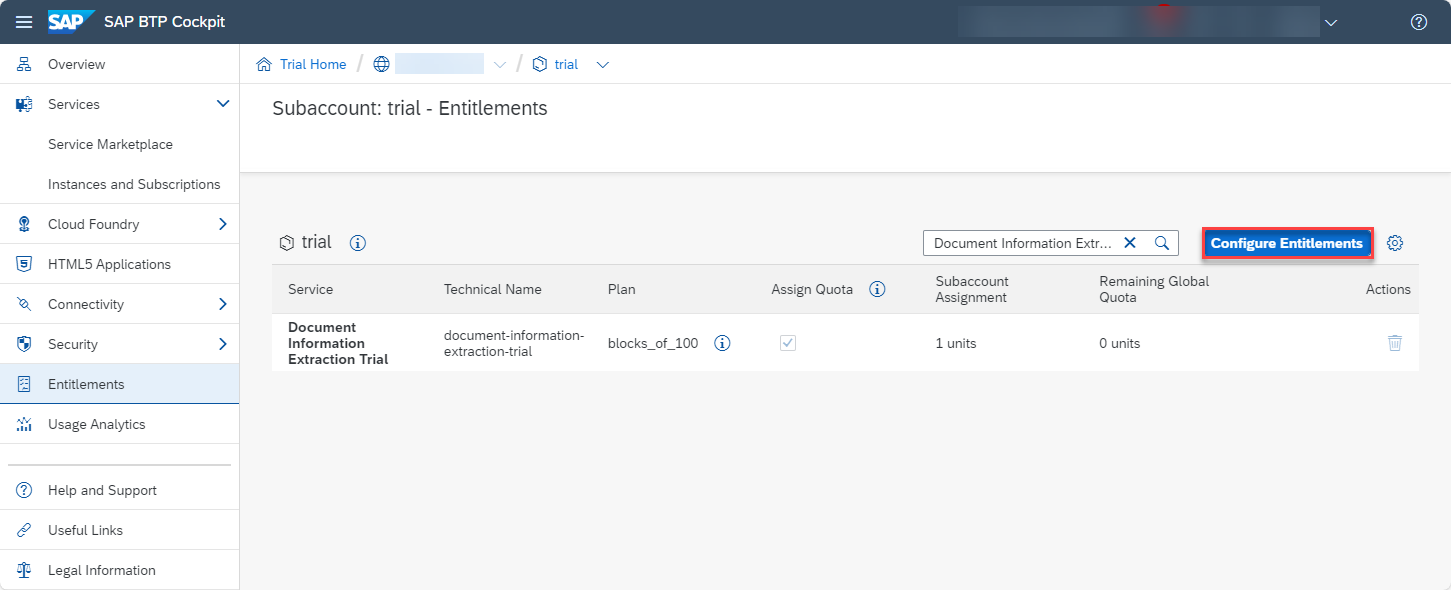 SAP SAP BTP Cockpit
Overview
Services
Service Marketplace
Instances and Subscriptions
Cloud Foundry
HTML5 Applications
Connectivity
Security
Entitlements
Usage Analytics
Help and Support
Useful Links
Legal Information
Trial Home / / trial
Subaccount: trial - Entitlements
trial
Document Information Extr...
Configure Entitlements
Service
Technical Name
Plan
Assign Quota
Subaccount
Assignment
Remaining Global
Quota
Actions
Document
Information
Extraction Trial
document-information-
extraction-trial
blocks_of_100
1 units
0 units